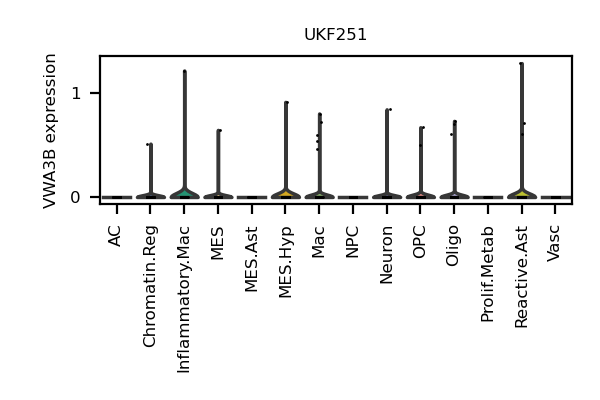 UKF251
VWA3B expression
1
0
AC
Chromatin.Reg
Inflammatory.Mac
MES
MES.Ast
MES.Hyp
Mac
NPC
Neuron
OPC
Oligo
Prolif.Metab
Reactive.Ast
Vasc